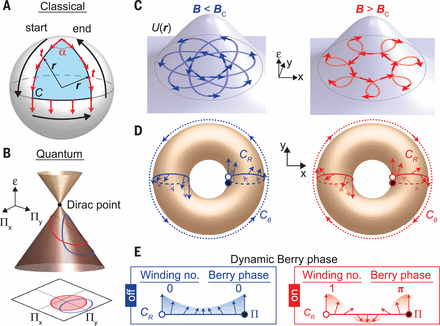 A
Classical
start
end
α
t
t
r
r
C
B
Quantum
ε
Πx
Πy
Dirac point
Πx
Πy
C
U(r)
B < BC
B > BC
ε
y
x
D
CR
Cθ
y
x
CR
Cθ
E
Dynamic Berry phase
off
Winding no.
Berry phase
0
0
CR
Π
on
Winding no.
Berry phase
1
π
CR
Π